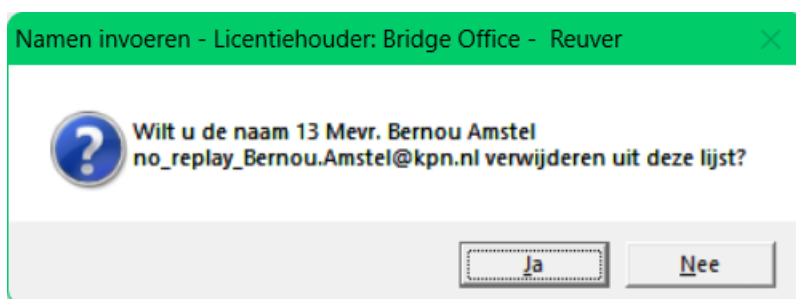 Namen invoeren - Licentiehouder: Bridge Office -  Reuver
Wilt u de naam 13 Mevr. Bernou Amstel
no_replay_Bernou.Amstel@kpn.nl verwijderen uit deze lijst?
Ja
Nee